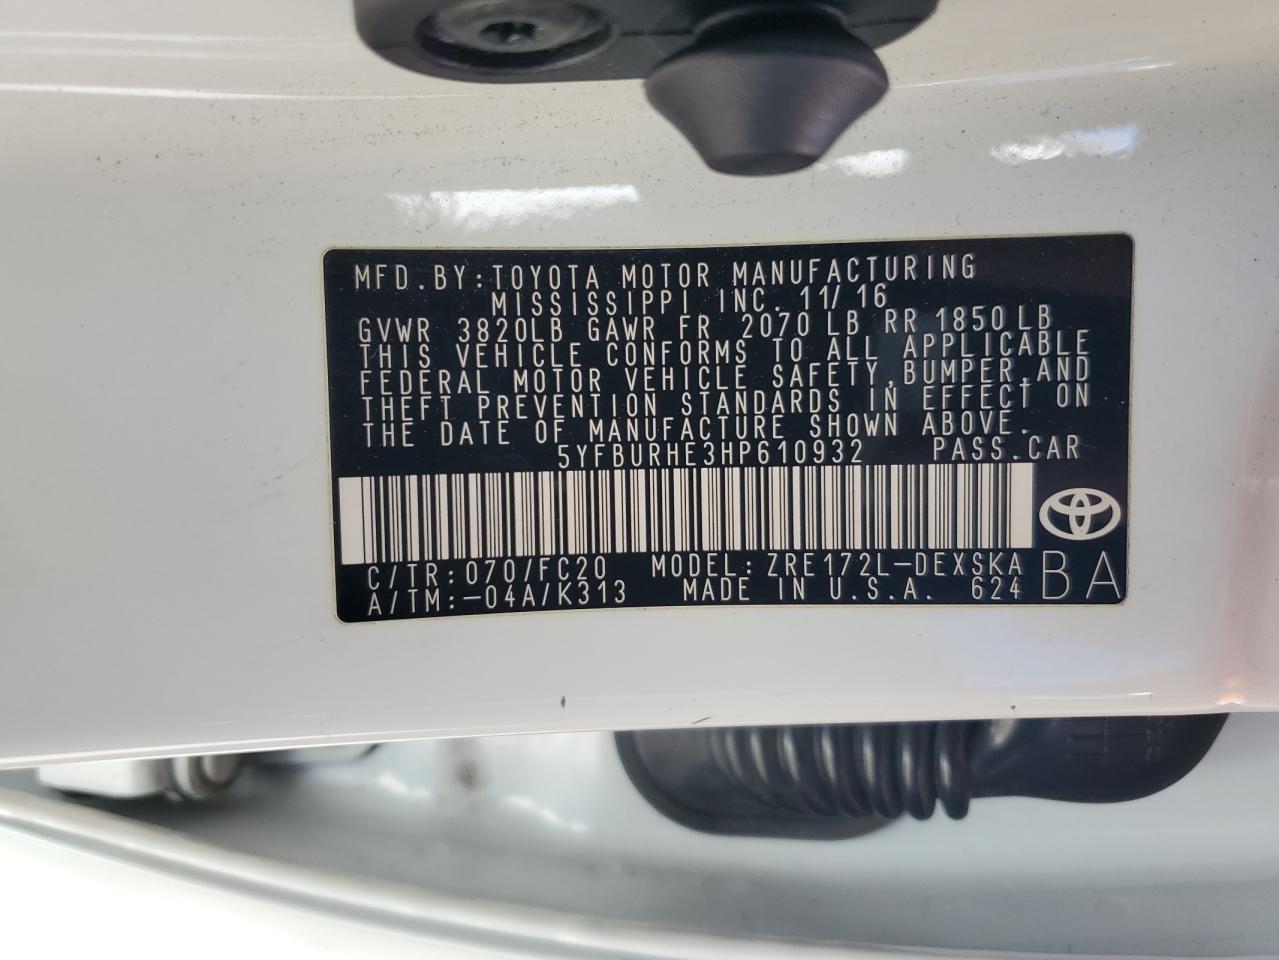 MFD.BY:TOYOTA MOTOR MANUFACTURING
MISSISSIPPI INC. 11/16
GVWR 3820LB GAWR FR 2070 LB RR 1850 LB
THIS VEHICLE CONFORMS TO ALL APPLICABLE
FEDERAL MOTOR VEHICLE SAFETY,BUMPER,AND
THEFT PREVENTION STANDARDS IN EFFECT ON
THE DATE OF MANUFACTURE SHOWN ABOVE.
5YFBURHE3HP610932 PASS.CAR
C/TR:070/FC20 MODEL:ZRE172L-DEXSKA
A/TM:-04A/K313 MADE IN U.S.A. 624 BA